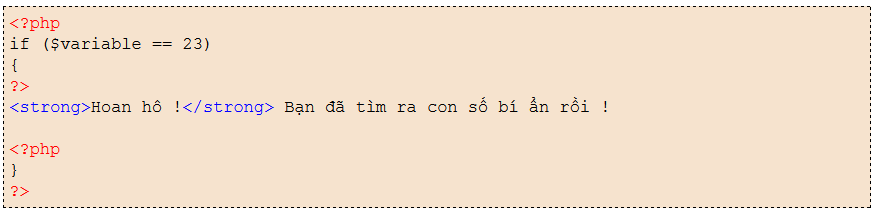 <?php
if ($variable == 23)
{
?>
<strong>Hoan hô !</strong> Bạn đã tìm ra con số bí ẩn rồi !
<?php
}
?>